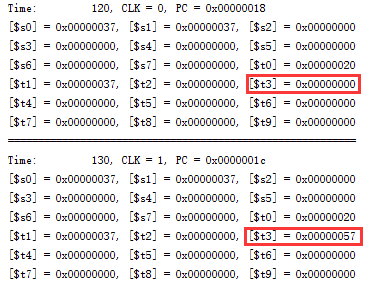 Time: 120, CLK = 0, PC = 0x00000018
[$s0] = 0x00000037, [$s1] = 0x00000037, [$s2] = 0x00000000
[$s3] = 0x00000000, [$s4] = 0x00000000, [$s5] = 0x00000000
[$s6] = 0x00000000, [$s7] = 0x00000000, [$t0] = 0x00000020
[$t1] = 0x00000037, [$t2] = 0x00000000, [$t3] = 0x00000000
[$t4] = 0x00000000, [$t5] = 0x00000000, [$t6] = 0x00000000
[$t7] = 0x00000000, [$t8] = 0x00000000, [$t9] = 0x00000000
Time: 130, CLK = 1, PC = 0x0000001c
[$s0] = 0x00000037, [$s1] = 0x00000037, [$s2] = 0x00000000
[$s3] = 0x00000000, [$s4] = 0x00000000, [$s5] = 0x00000000
[$s6] = 0x00000000, [$s7] = 0x00000000, [$t0] = 0x00000020
[$t1] = 0x00000037, [$t2] = 0x00000000, [$t3] = 0x00000057
[$t4] = 0x00000000, [$t5] = 0x00000000, [$t6] = 0x00000000
[$t7] = 0x00000000, [$t8] = 0x00000000, [$t9] = 0x00000000